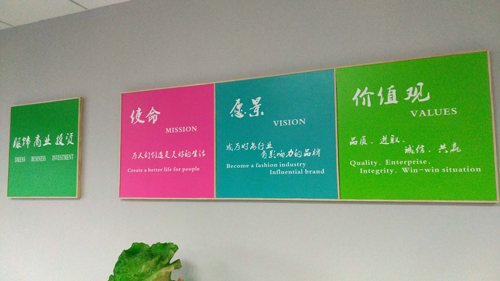 服饰 商业 投资
DRESS BUSINESS INVESTMENT
使命
MISSION
为人们创造更美好的生活
Create a better life for people
愿景
VISION
成为时尚行业
有影响力的品牌
Become a fashion industry
Influential brand
价值观
VALUES
品质、进取、
诚信、共赢
Quality、Enterprise、
Integrity、Win-win situation